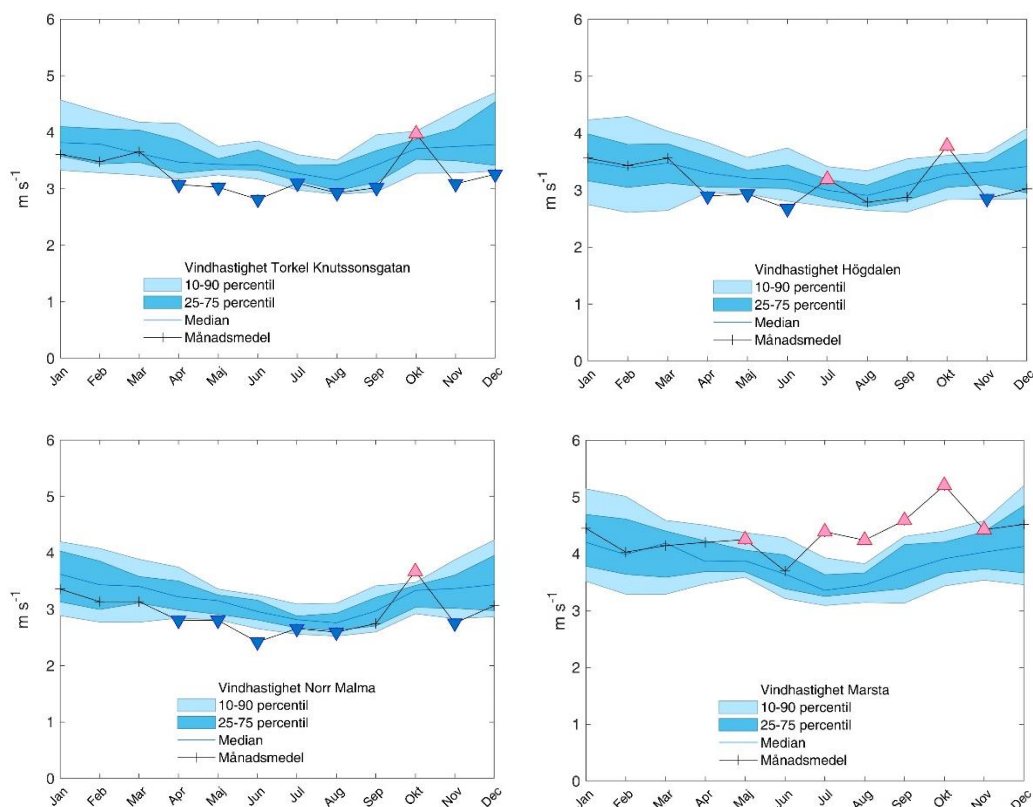 6
5
4
3
2
1
0
m s⁻¹
Vindhastighet Torkel Knutssonsgatan
10-90 percentil
25-75 percentil
Median
Månadsmedel
Jan
Feb
Mar
Apr
Maj
Jun
Jul
Aug
Sep
Okt
Nov
Dec
6
5
4
3
2
1
0
m s⁻¹
Vindhastighet Högdalen
10-90 percentil
25-75 percentil
Median
Månadsmedel
Jan
Feb
Mar
Apr
Maj
Jun
Jul
Aug
Sep
Okt
Nov
Dec
6
5
4
3
2
1
0
m s⁻¹
Vindhastighet Norr Malma
10-90 percentil
25-75 percentil
Median
Månadsmedel
Jan
Feb
Mar
Apr
Maj
Jun
Jul
Aug
Sep
Okt
Nov
Dec
6
5
4
3
2
1
0
m s⁻¹
Vindhastighet Marsta
10-90 percentil
25-75 percentil
Median
Månadsmedel
Jan
Feb
Mar
Apr
Maj
Jun
Jul
Aug
Sep
Okt
Nov
Dec